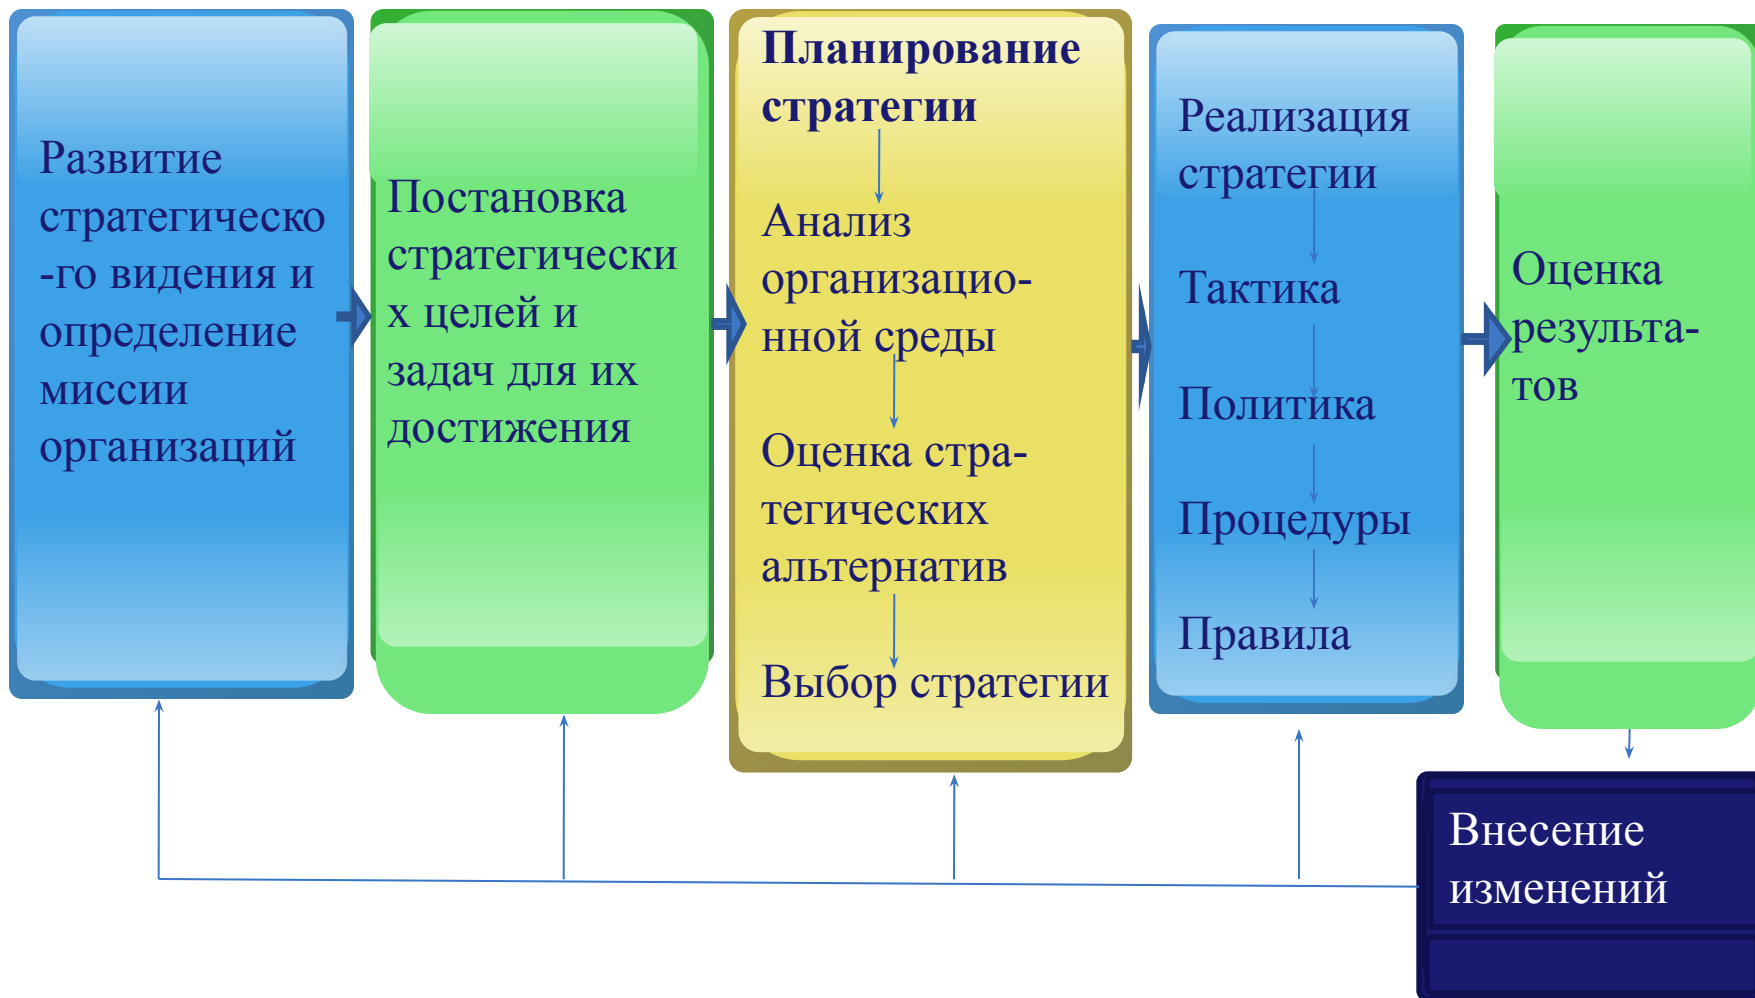 Развитие
стратегическо
-го видения и
определение
миссии
организаций
Постановка
стратегически
х целей и
задач для их
достижения
Планирование
стратегии
Анализ
организацио-
нной среды
Оценка стра-
тегических
альтернатив
Выбор стратегии
Реализация
стратегии
Тактика
Политика
Процедуры
Правила
Оценка
результа-
тов
Внесение
изменений